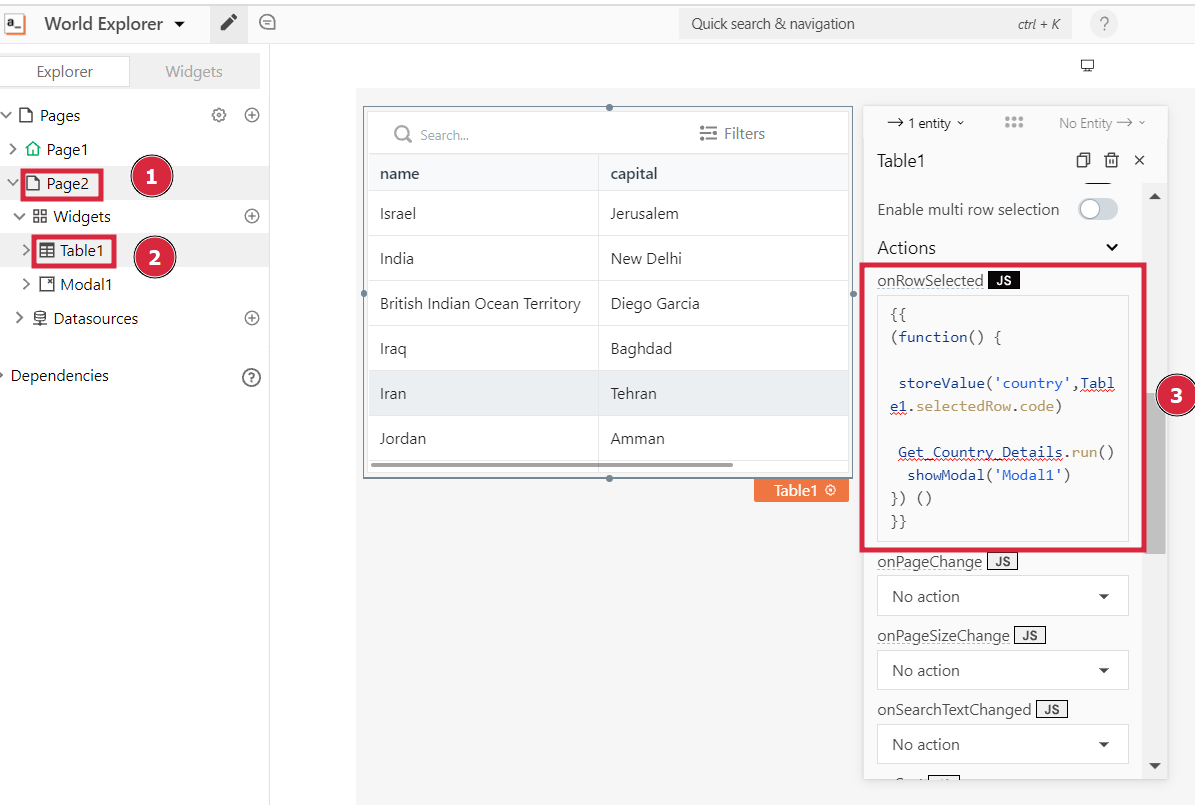 a_
World Explorer
Quick search & navigation
ctrl + K
?
Explorer
Widgets
Pages
Page1
Page2
1
Widgets
Table1
2
Modal1
Datasources
Dependencies
?
Search...
Filters
name capital
Israel Jerusalem
India New Delhi
British Indian Ocean Territory Diego Garcia
Iraq Baghdad
Iran Tehran
Jordan Amman
Table1
1 entity
No Entity
Table1
Enable multi row selection
Actions
onRowSelected JS
{{
(function() {
storeValue('country',Tabl
e1.selectedRow.code)
Get_Country_Details.run()
showModal('Modal1')
}) ()
}}
3
onPageChange JS
No action
onPageSizeChange JS
No action
onSearchTextChanged JS
No action